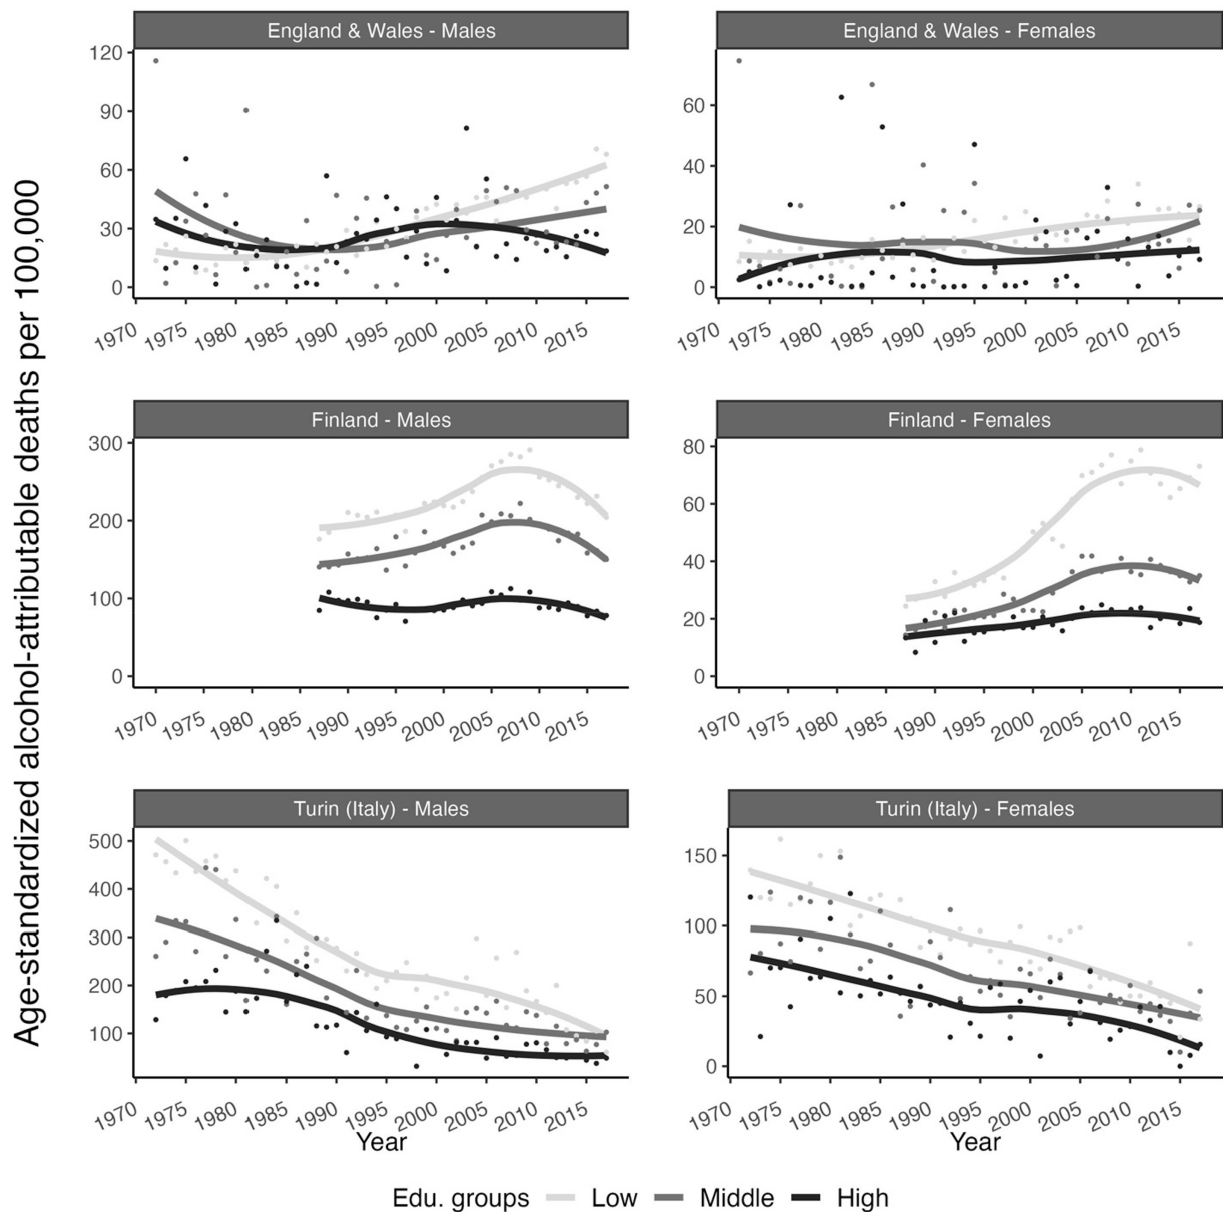 Age-standardized alcohol-attributable deaths per 100,000
England & Wales - Males
120
90
60
30
0
1970 1975 1980 1985 1990 1995 2000 2005 2010 2015
England & Wales - Females
60
40
20
0
1970 1975 1980 1985 1990 1995 2000 2005 2010 2015
Finland - Males
300
200
100
0
1970 1975 1980 1985 1990 1995 2000 2005 2010 2015
Finland - Females
80
60
40
20
0
1970 1975 1980 1985 1990 1995 2000 2005 2010 2015
Turin (Italy) - Males
500
400
300
200
100
1970 1975 1980 1985 1990 1995 2000 2005 2010 2015
Year
Turin (Italy) - Females
150
100
50
0
1970 1975 1980 1985 1990 1995 2000 2005 2010 2015
Year
Edu. groups Low Middle High